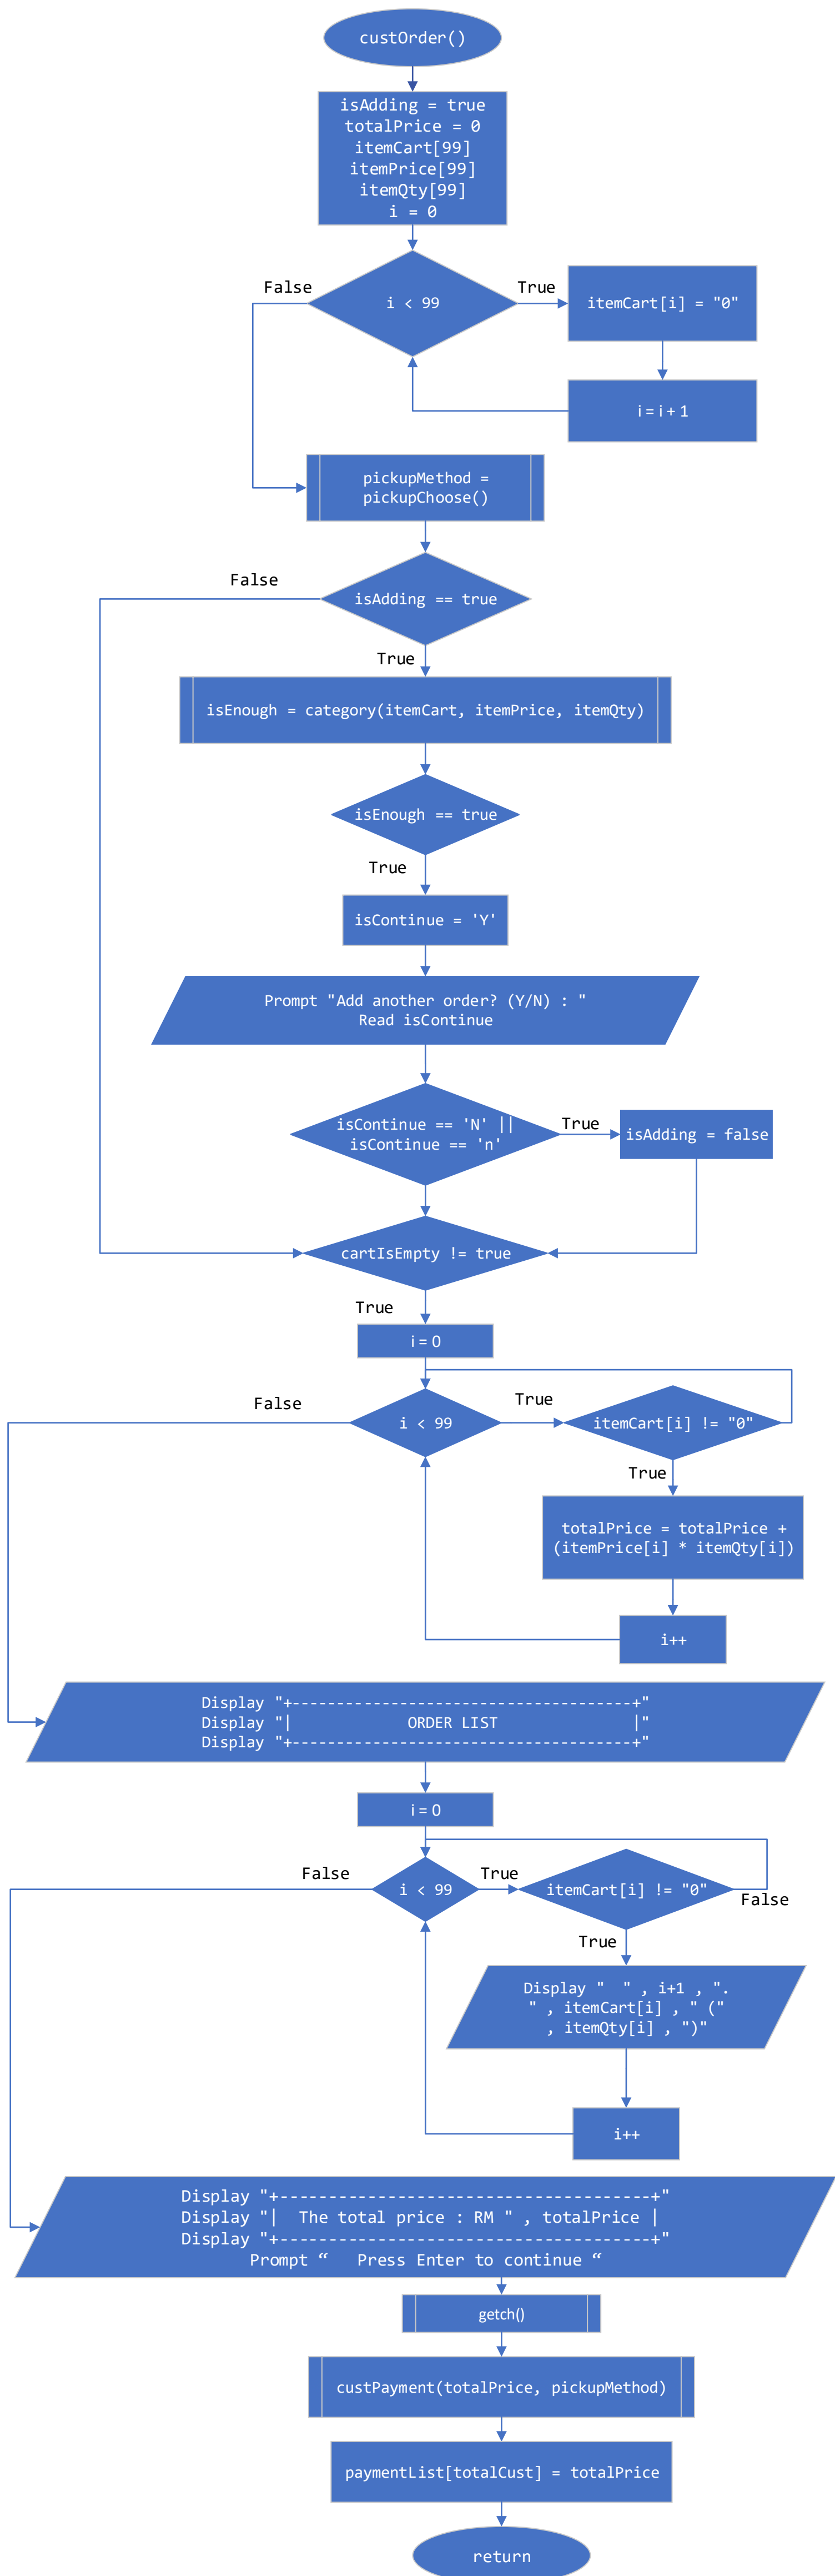 custOrder()
isAdding = true
totalPrice = 0
itemCart[99]
itemPrice[99]
itemQty[99]
i = 0
False
i < 99
True
itemCart[i] = "0"
i = i + 1
pickupMethod =
pickupChoose()
False
isAdding == true
True
isEnough = category(itemCart, itemPrice, itemQty)
isEnough == true
True
isContinue = 'Y'
Prompt "Add another order? (Y/N) : "
Read isContinue
isContinue == 'N' ||
isContinue == 'n'
True
isAdding = false
cartIsEmpty != true
True
i = 0
False
i < 99
True
itemCart[i] != "0"
True
totalPrice = totalPrice +
(itemPrice[i] * itemQty[i])
i++
Display "+--------------------------------------+"
Display "|             ORDER LIST               |"
Display "+--------------------------------------+"
i = 0
False
i < 99
True
itemCart[i] != "0"
False
True
Display "  " , i+1 , ".
" , itemCart[i] , " ("
, itemQty[i] , ")"
i++
Display "+--------------------------------------+"
Display "|  The total price : RM " , totalPrice |
Display "+--------------------------------------+"
Prompt “   Press Enter to continue “
getch()
custPayment(totalPrice, pickupMethod)
paymentList[totalCust] = totalPrice
return